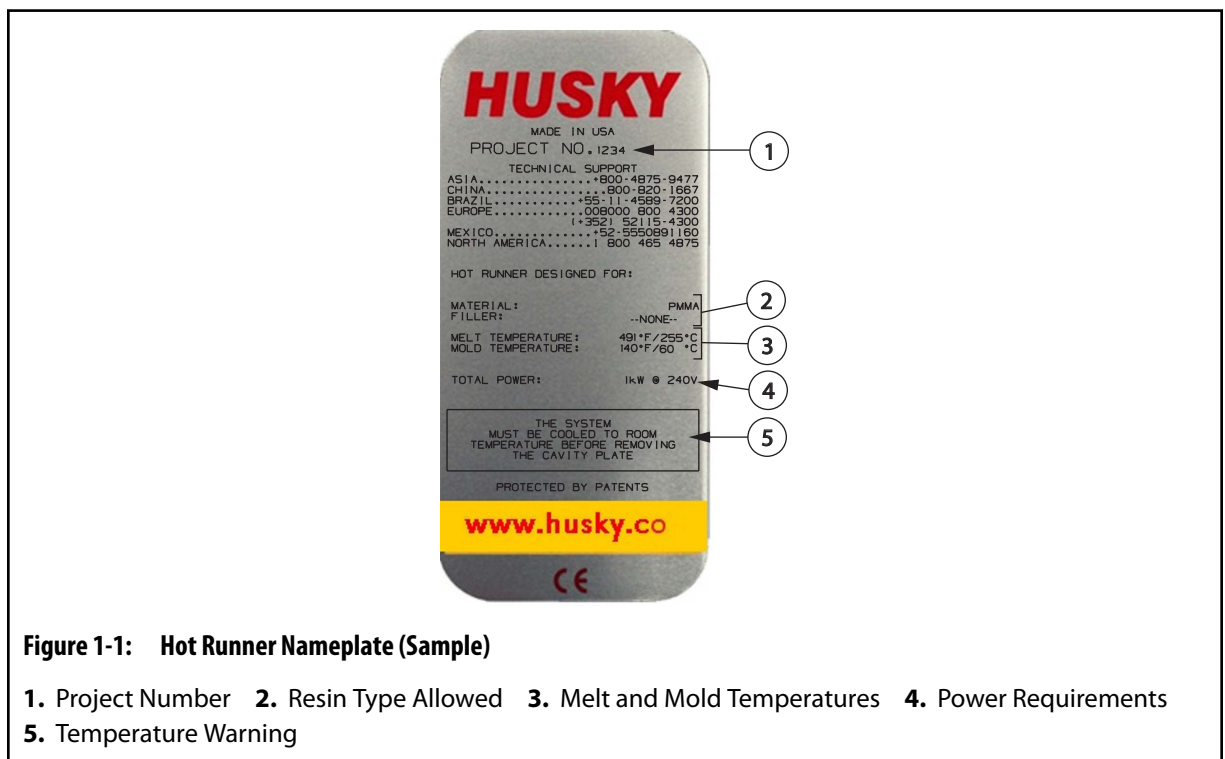 HUSKY
MADE IN USA
PROJECT NO.1234
1
TECHNICAL SUPPORT
ASIA...............+800-4875-9477
CHINA................800-820-1667
BRAZIL............+55-11-4589-7200
EUROPE...........008000 800 4300
(+352) 52115-4300
MEXICO.............+52-5550891160
NORTH AMERICA......1 800 465 4875
HOT RUNNER DESIGNED FOR:
MATERIAL: PMMA
FILLER: --NONE--
2
MELT TEMPERATURE: 491°F/255°C
MOLD TEMPERATURE: 140°F/60 °C
3
TOTAL POWER: 1kW @ 240V
4
THE SYSTEM
MUST BE COOLED TO ROOM
TEMPERATURE BEFORE REMOVING
THE CAVITY PLATE
5
PROTECTED BY PATENTS
www.husky.co
CE
Figure 1-1: Hot Runner Nameplate (Sample)
1. Project Number 2. Resin Type Allowed 3. Melt and Mold Temperatures 4. Power Requirements
5. Temperature Warning